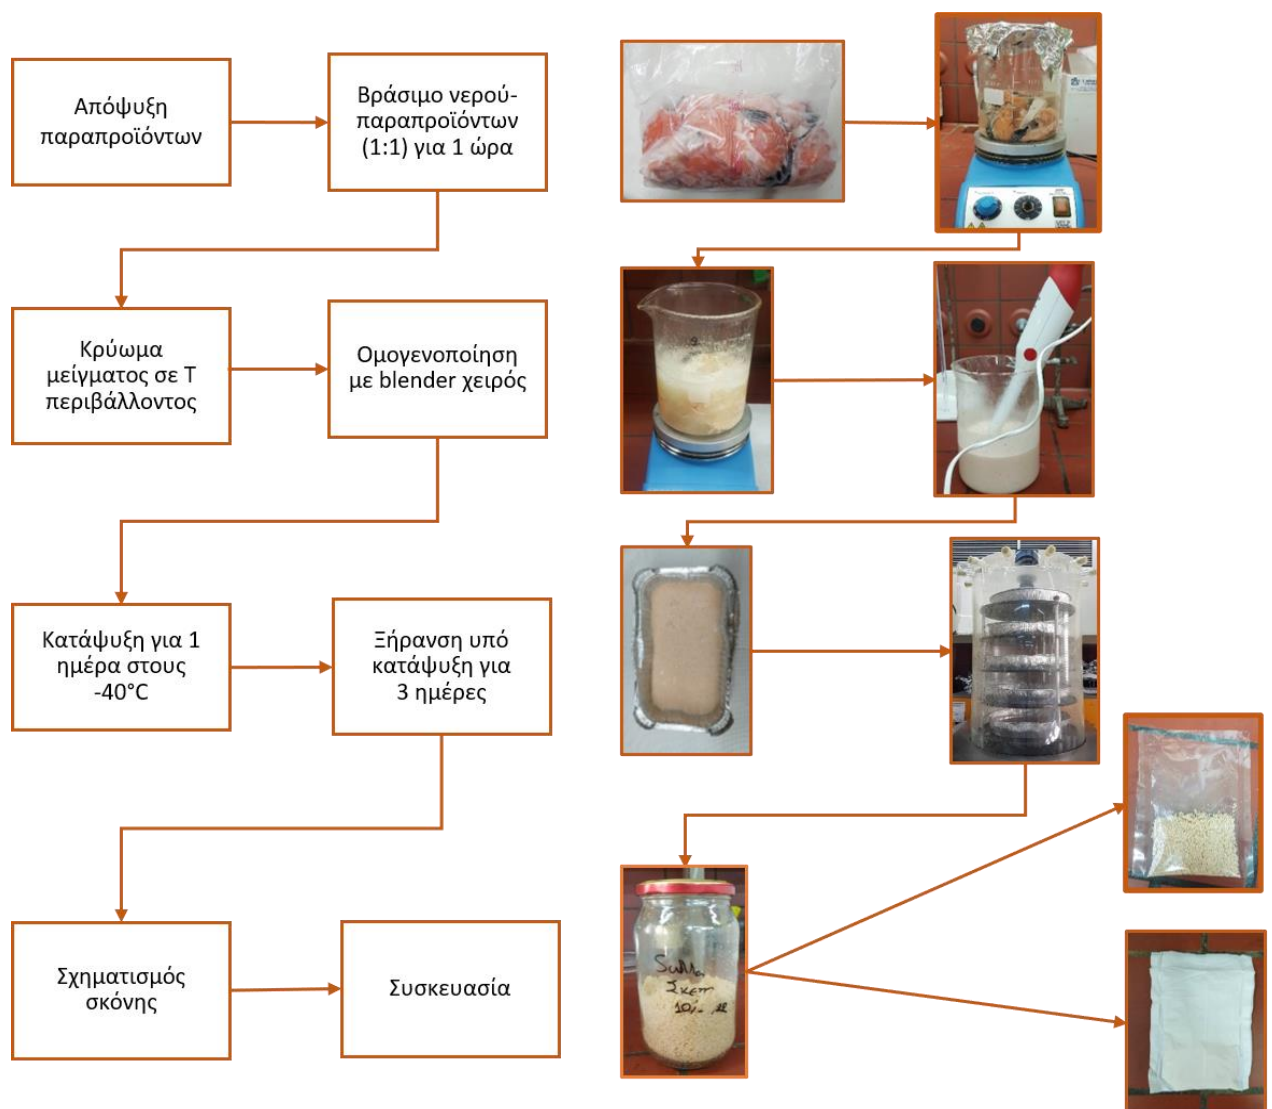 Απόψυξη
παραπροϊόντων
Βράσιμο νερού-
παραπροϊόντων
(1:1) για 1 ώρα
Κρύωμα
μείγματος σε Τ
περιβάλλοντος
Ομογενοποίηση
με blender χειρός
Κατάψυξη για 1
ημέρα στους
-40°C
Ξήρανση υπό
κατάψυξη για
3 ημέρες
Σχηματισμός
σκόνης
Συσκευασία